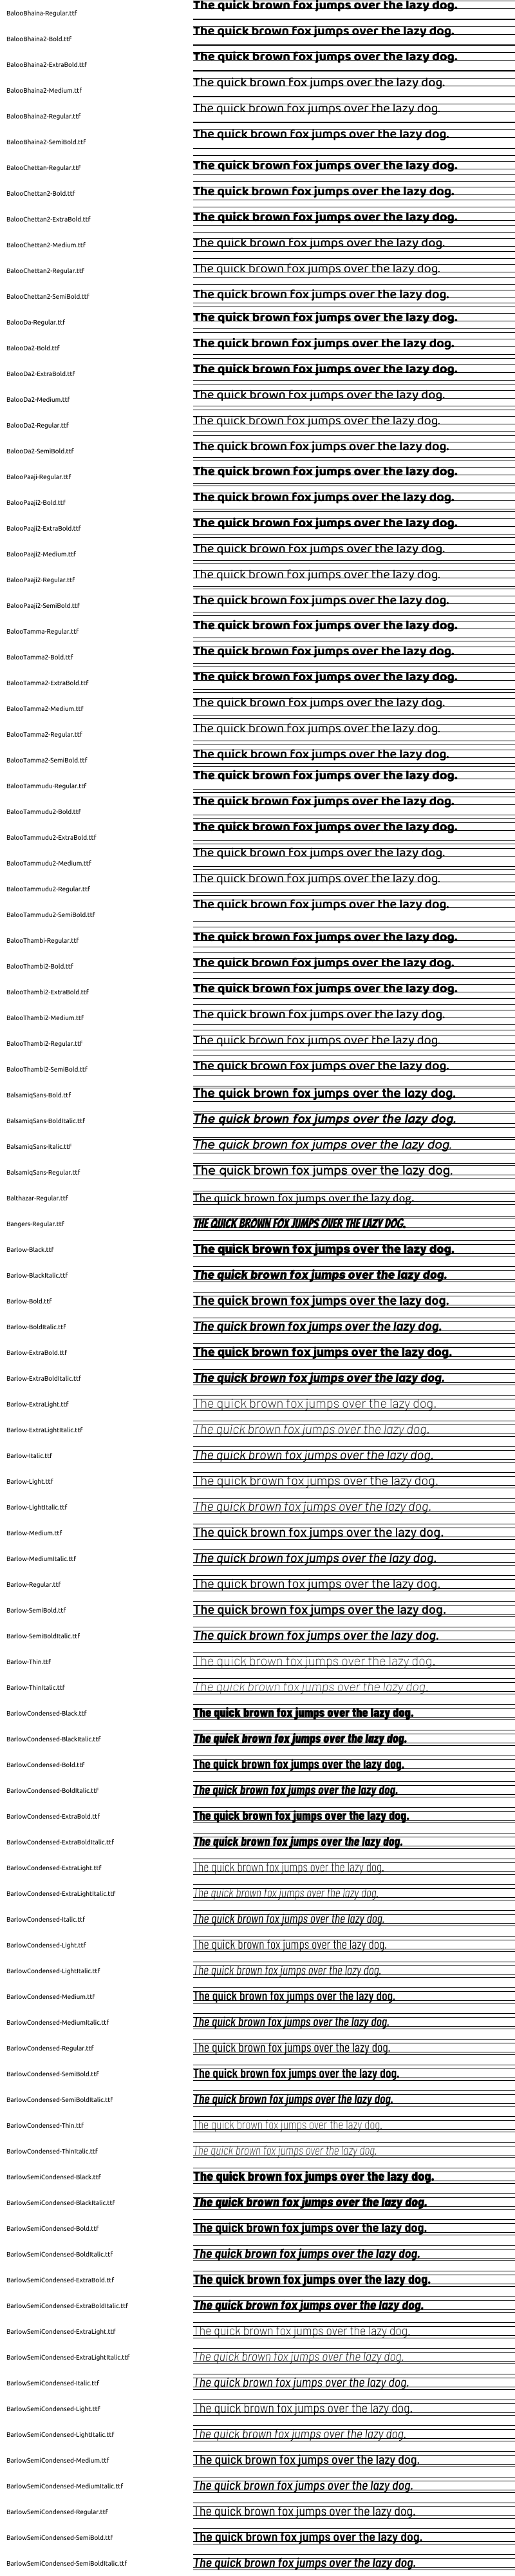 BalooBhaina-Regular.ttf The quick brown fox jumps over the lazy dog.
BalooBhaina2-Bold.ttf The quick brown fox jumps over the lazy dog.
BalooBhaina2-ExtraBold.ttf The quick brown fox jumps over the lazy dog.
BalooBhaina2-Medium.ttf The quick brown fox jumps over the lazy dog.
BalooBhaina2-Regular.ttf The quick brown fox jumps over the lazy dog.
BalooBhaina2-SemiBold.ttf The quick brown fox jumps over the lazy dog.
BalooChettan-Regular.ttf The quick brown fox jumps over the lazy dog.
BalooChettan2-Bold.ttf The quick brown fox jumps over the lazy dog.
BalooChettan2-ExtraBold.ttf The quick brown fox jumps over the lazy dog.
BalooChettan2-Medium.ttf The quick brown fox jumps over the lazy dog.
BalooChettan2-Regular.ttf The quick brown fox jumps over the lazy dog.
BalooChettan2-SemiBold.ttf The quick brown fox jumps over the lazy dog.
BalooDa-Regular.ttf The quick brown fox jumps over the lazy dog.
BalooDa2-Bold.ttf The quick brown fox jumps over the lazy dog.
BalooDa2-ExtraBold.ttf The quick brown fox jumps over the lazy dog.
BalooDa2-Medium.ttf The quick brown fox jumps over the lazy dog.
BalooDa2-Regular.ttf The quick brown fox jumps over the lazy dog.
BalooDa2-SemiBold.ttf The quick brown fox jumps over the lazy dog.
BalooPaaji-Regular.ttf The quick brown fox jumps over the lazy dog.
BalooPaaji2-Bold.ttf The quick brown fox jumps over the lazy dog.
BalooPaaji2-ExtraBold.ttf The quick brown fox jumps over the lazy dog.
BalooPaaji2-Medium.ttf The quick brown fox jumps over the lazy dog.
BalooPaaji2-Regular.ttf The quick brown fox jumps over the lazy dog.
BalooPaaji2-SemiBold.ttf The quick brown fox jumps over the lazy dog.
BalooTamma-Regular.ttf The quick brown fox jumps over the lazy dog.
BalooTamma2-Bold.ttf The quick brown fox jumps over the lazy dog.
BalooTamma2-ExtraBold.ttf The quick brown fox jumps over the lazy dog.
BalooTamma2-Medium.ttf The quick brown fox jumps over the lazy dog.
BalooTamma2-Regular.ttf The quick brown fox jumps over the lazy dog.
BalooTamma2-SemiBold.ttf The quick brown fox jumps over the lazy dog.
BalooTammudu-Regular.ttf The quick brown fox jumps over the lazy dog.
BalooTammudu2-Bold.ttf The quick brown fox jumps over the lazy dog.
BalooTammudu2-ExtraBold.ttf The quick brown fox jumps over the lazy dog.
BalooTammudu2-Medium.ttf The quick brown fox jumps over the lazy dog.
BalooTammudu2-Regular.ttf The quick brown fox jumps over the lazy dog.
BalooTammudu2-SemiBold.ttf The quick brown fox jumps over the lazy dog.
BalooThambi-Regular.ttf The quick brown fox jumps over the lazy dog.
BalooThambi2-Bold.ttf The quick brown fox jumps over the lazy dog.
BalooThambi2-ExtraBold.ttf The quick brown fox jumps over the lazy dog.
BalooThambi2-Medium.ttf The quick brown fox jumps over the lazy dog.
BalooThambi2-Regular.ttf The quick brown fox jumps over the lazy dog.
BalooThambi2-SemiBold.ttf The quick brown fox jumps over the lazy dog.
BalsamiqSans-Bold.ttf The quick brown fox jumps over the lazy dog.
BalsamiqSans-BoldItalic.ttf The quick brown fox jumps over the lazy dog.
BalsamiqSans-Italic.ttf The quick brown fox jumps over the lazy dog.
BalsamiqSans-Regular.ttf The quick brown fox jumps over the lazy dog.
Balthazar-Regular.ttf The quick brown fox jumps over the lazy dog.
Bangers-Regular.ttf THE QUICK BROWN FOX JUMPS OVER THE LAZY DOG.
Barlow-Black.ttf The quick brown fox jumps over the lazy dog.
Barlow-BlackItalic.ttf The quick brown fox jumps over the lazy dog.
Barlow-Bold.ttf The quick brown fox jumps over the lazy dog.
Barlow-BoldItalic.ttf The quick brown fox jumps over the lazy dog.
Barlow-ExtraBold.ttf The quick brown fox jumps over the lazy dog.
Barlow-ExtraBoldItalic.ttf The quick brown fox jumps over the lazy dog.
Barlow-ExtraLight.ttf The quick brown fox jumps over the lazy dog.
Barlow-ExtraLightItalic.ttf The quick brown fox jumps over the lazy dog.
Barlow-Italic.ttf The quick brown fox jumps over the lazy dog.
Barlow-Light.ttf The quick brown fox jumps over the lazy dog.
Barlow-LightItalic.ttf The quick brown fox jumps over the lazy dog.
Barlow-Medium.ttf The quick brown fox jumps over the lazy dog.
Barlow-MediumItalic.ttf The quick brown fox jumps over the lazy dog.
Barlow-Regular.ttf The quick brown fox jumps over the lazy dog.
Barlow-SemiBold.ttf The quick brown fox jumps over the lazy dog.
Barlow-SemiBoldItalic.ttf The quick brown fox jumps over the lazy dog.
Barlow-Thin.ttf The quick brown fox jumps over the lazy dog.
Barlow-ThinItalic.ttf The quick brown fox jumps over the lazy dog.
BarlowCondensed-Black.ttf The quick brown fox jumps over the lazy dog.
BarlowCondensed-BlackItalic.ttf The quick brown fox jumps over the lazy dog.
BarlowCondensed-Bold.ttf The quick brown fox jumps over the lazy dog.
BarlowCondensed-BoldItalic.ttf The quick brown fox jumps over the lazy dog.
BarlowCondensed-ExtraBold.ttf The quick brown fox jumps over the lazy dog.
BarlowCondensed-ExtraBoldItalic.ttf The quick brown fox jumps over the lazy dog.
BarlowCondensed-ExtraLight.ttf The quick brown fox jumps over the lazy dog.
BarlowCondensed-ExtraLightItalic.ttf The quick brown fox jumps over the lazy dog.
BarlowCondensed-Italic.ttf The quick brown fox jumps over the lazy dog.
BarlowCondensed-Light.ttf The quick brown fox jumps over the lazy dog.
BarlowCondensed-LightItalic.ttf The quick brown fox jumps over the lazy dog.
BarlowCondensed-Medium.ttf The quick brown fox jumps over the lazy dog.
BarlowCondensed-MediumItalic.ttf The quick brown fox jumps over the lazy dog.
BarlowCondensed-Regular.ttf The quick brown fox jumps over the lazy dog.
BarlowCondensed-SemiBold.ttf The quick brown fox jumps over the lazy dog.
BarlowCondensed-SemiBoldItalic.ttf The quick brown fox jumps over the lazy dog.
BarlowCondensed-Thin.ttf The quick brown fox jumps over the lazy dog.
BarlowCondensed-ThinItalic.ttf The quick brown fox jumps over the lazy dog.
BarlowSemiCondensed-Black.ttf The quick brown fox jumps over the lazy dog.
BarlowSemiCondensed-BlackItalic.ttf The quick brown fox jumps over the lazy dog.
BarlowSemiCondensed-Bold.ttf The quick brown fox jumps over the lazy dog.
BarlowSemiCondensed-BoldItalic.ttf The quick brown fox jumps over the lazy dog.
BarlowSemiCondensed-ExtraBold.ttf The quick brown fox jumps over the lazy dog.
BarlowSemiCondensed-ExtraBoldItalic.ttf The quick brown fox jumps over the lazy dog.
BarlowSemiCondensed-ExtraLight.ttf The quick brown fox jumps over the lazy dog.
BarlowSemiCondensed-ExtraLightItalic.ttf The quick brown fox jumps over the lazy dog.
BarlowSemiCondensed-Italic.ttf The quick brown fox jumps over the lazy dog.
BarlowSemiCondensed-Light.ttf The quick brown fox jumps over the lazy dog.
BarlowSemiCondensed-LightItalic.ttf The quick brown fox jumps over the lazy dog.
BarlowSemiCondensed-Medium.ttf The quick brown fox jumps over the lazy dog.
BarlowSemiCondensed-MediumItalic.ttf The quick brown fox jumps over the lazy dog.
BarlowSemiCondensed-Regular.ttf The quick brown fox jumps over the lazy dog.
BarlowSemiCondensed-SemiBold.ttf The quick brown fox jumps over the lazy dog.
BarlowSemiCondensed-SemiBoldItalic.ttf The quick brown fox jumps over the lazy dog.